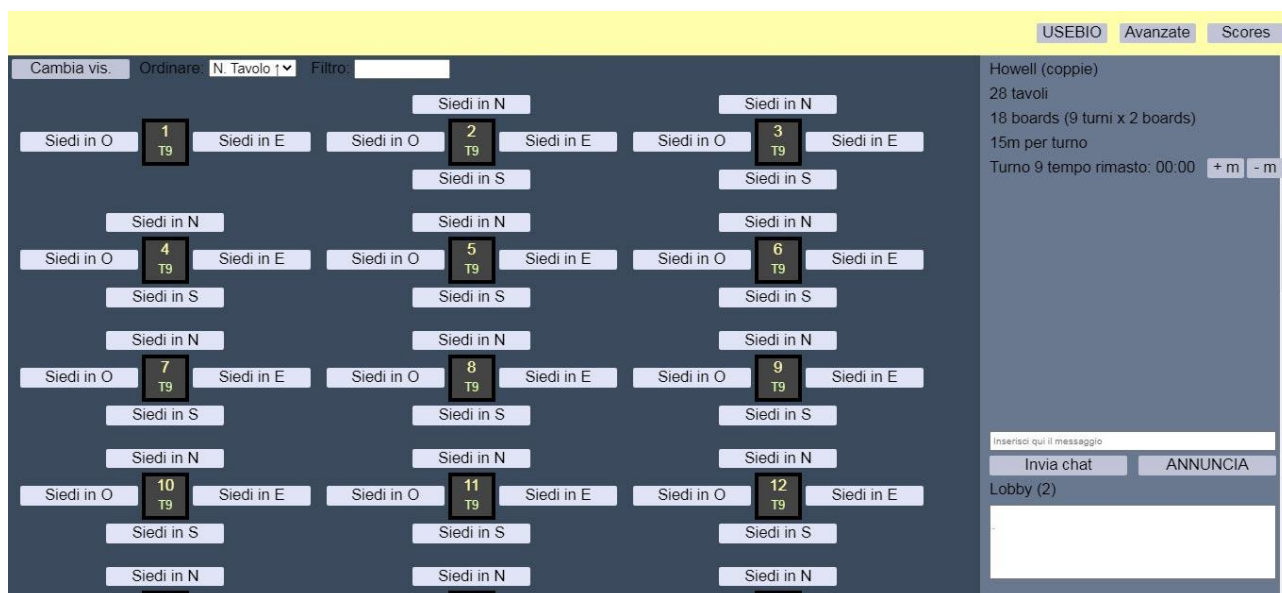 USEBIO Avanzate Scores
Cambia vis. Ordinare: N. Tavolo ↑ Filtro:
Siedi in N Siedi in N
Siedi in O 1 Siedi in E Siedi in O 2 Siedi in E Siedi in O 3 Siedi in E
T9 T9 T9
Siedi in S Siedi in S
Siedi in N Siedi in N Siedi in N
Siedi in O 4 Siedi in E Siedi in O 5 Siedi in E Siedi in O 6 Siedi in E
T9 T9 T9
Siedi in S Siedi in S Siedi in S
Siedi in N Siedi in N Siedi in N
Siedi in O 7 Siedi in E Siedi in O 8 Siedi in E Siedi in O 9 Siedi in E
T9 T9 T9
Siedi in S Siedi in S Siedi in S
Siedi in N Siedi in N Siedi in N
Siedi in O 10 Siedi in E Siedi in O 11 Siedi in E Siedi in O 12 Siedi in E
T9 T9 T9
Siedi in S Siedi in S Siedi in S
Siedi in N Siedi in N Siedi in N
Howell (coppie)
28 tavoli
18 boards (9 turni x 2 boards)
15m per turno
Turno 9 tempo rimasto: 00:00 + m - m
Inserisci qui il messaggio
Invia chat ANNUNCIA
Lobby (2)